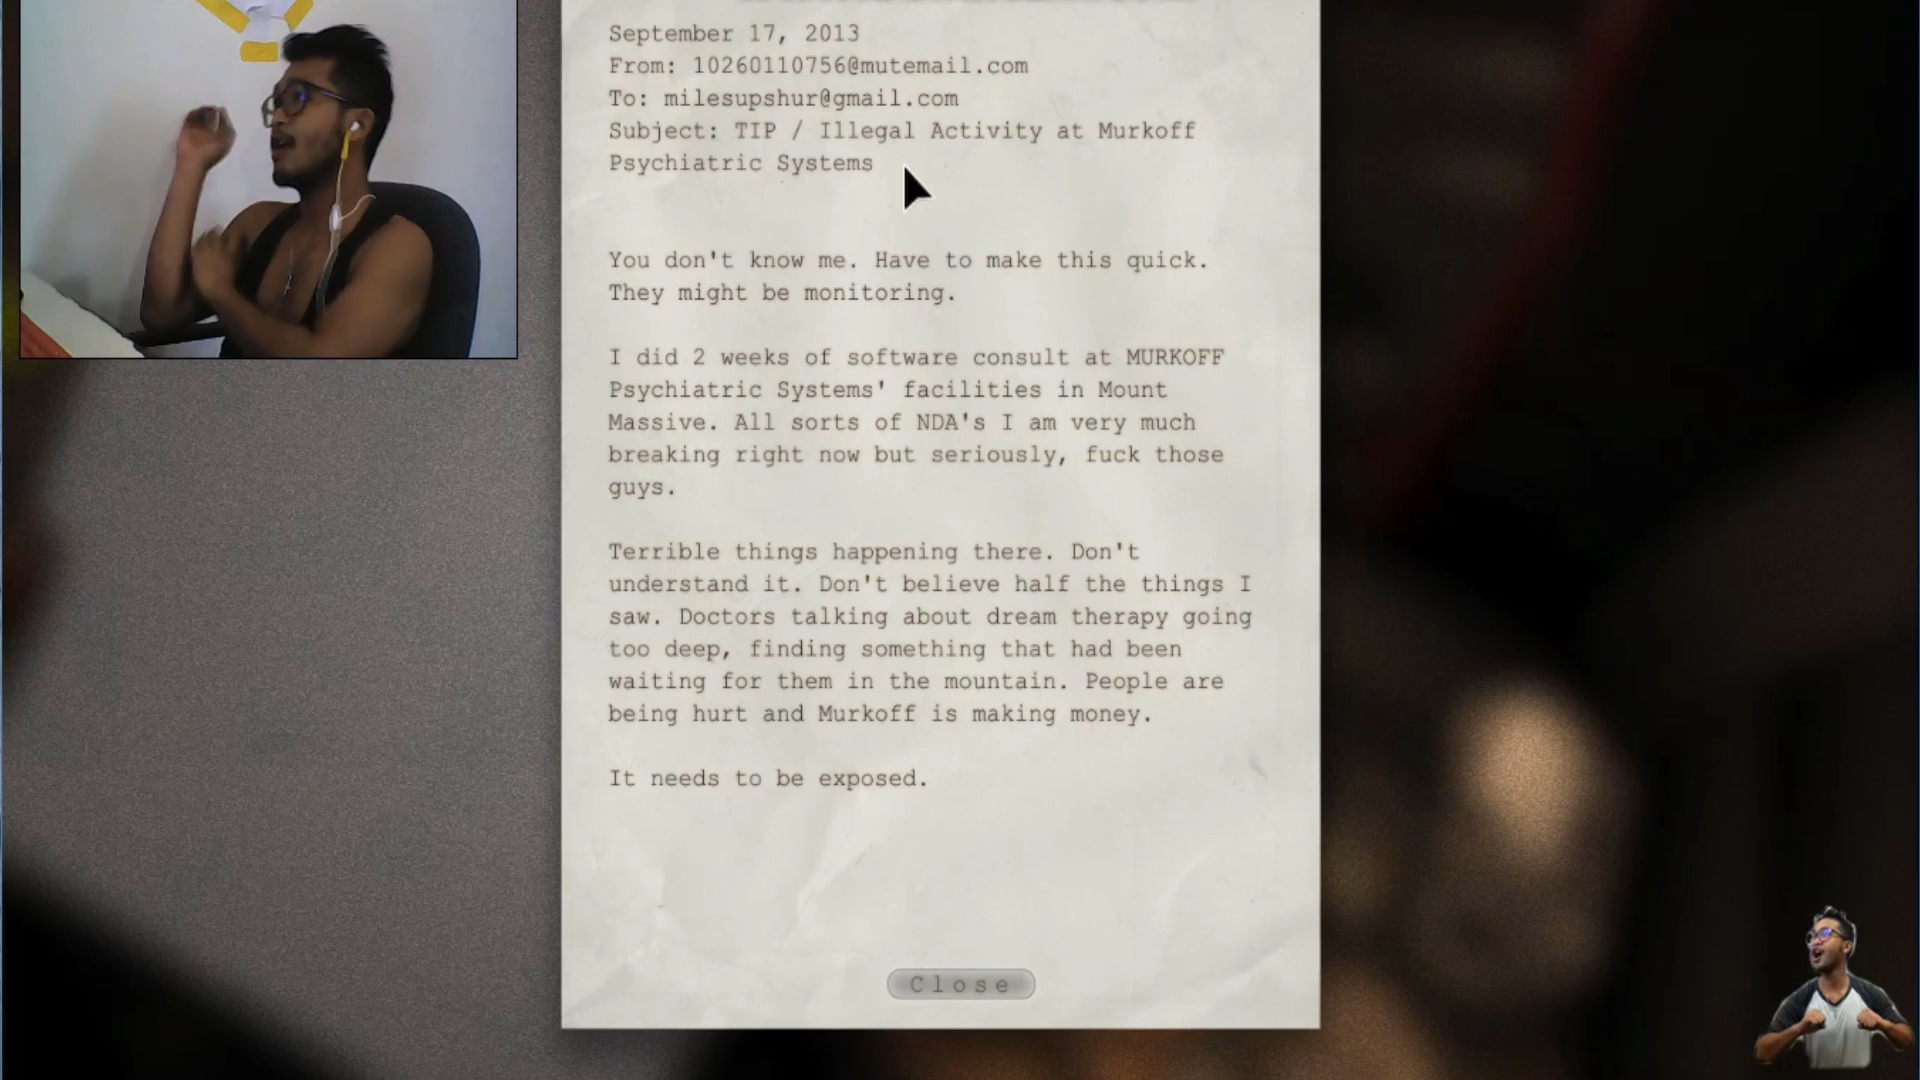 September 17, 2013
From: 10260110756@mutemail.com
To: milesupshur@gmail.com
Subject: TIP / Illegal Activity at Murkoff
Psychiatric Systems
You don't know me. Have to make this quick.
They might be monitoring.
I did 2 weeks of software consult at MURKOFF
Psychiatric Systems' facilities in Mount
Massive. All sorts of NDA's I am very much
breaking right now but seriously, fuck those
guys.
Terrible things happening there. Don't
understand it. Don't believe half the things I
saw. Doctors talking about dream therapy going
too deep, finding something that had been
waiting for them in the mountain. People are
being hurt and Murkoff is making money.
It needs to be exposed.
Close